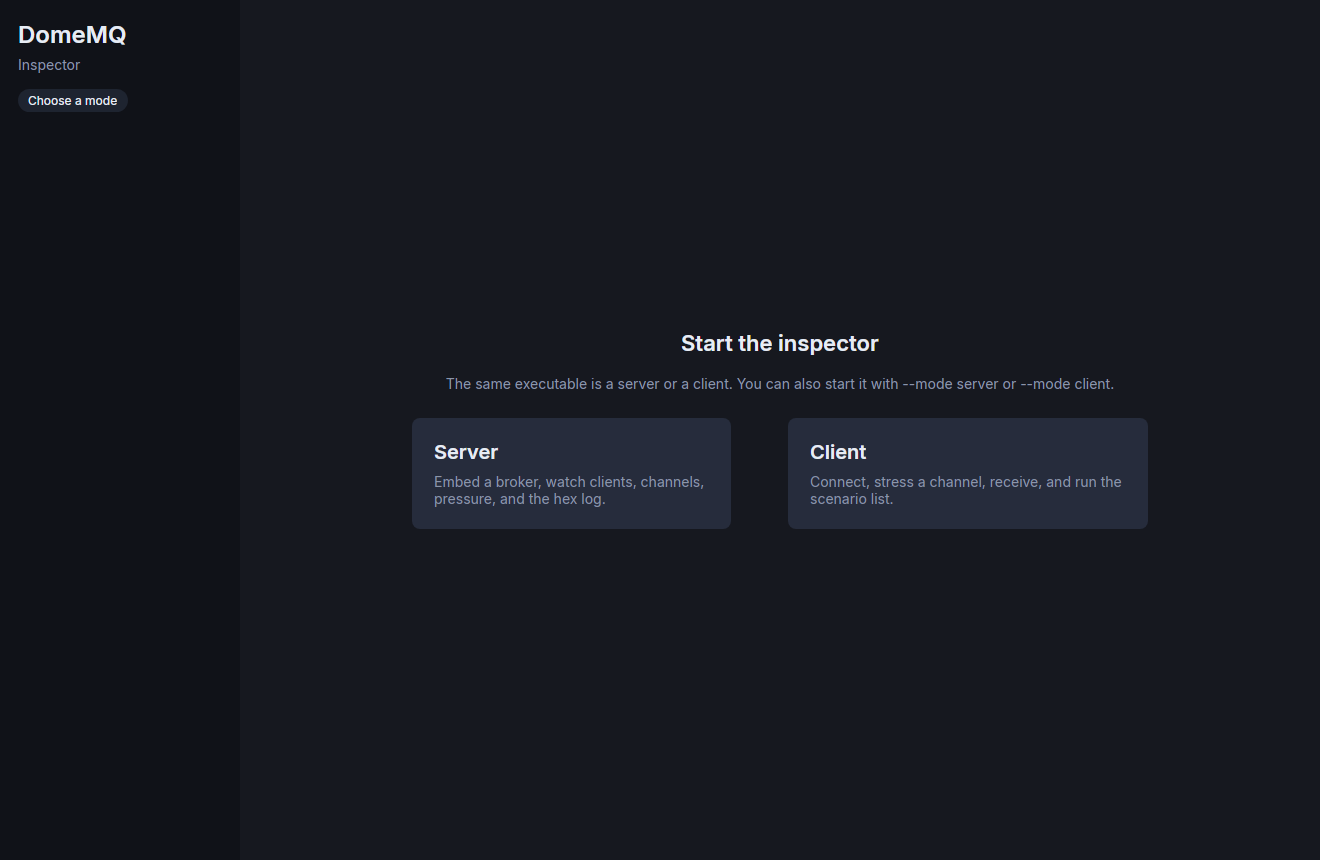 DomeMQ
Inspector
Choose a mode
Start the inspector
The same executable is a server or a client. You can also start it with --mode server or --mode client.
Server
Embed a broker, watch clients, channels,
pressure, and the hex log.
Client
Connect, stress a channel, receive, and run the
scenario list.